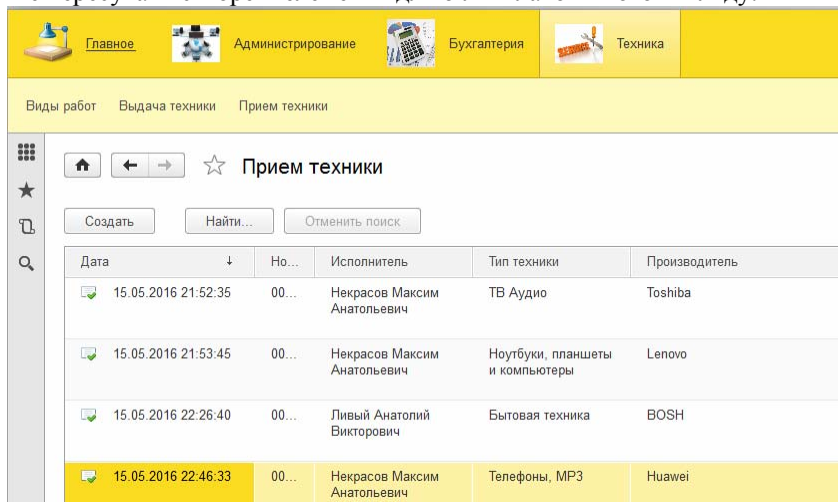 Главное Администрирование Бухгалтерия Техника
Виды работ Выдача техники Прием техники
Прием техники
Создать Найти... Отменить поиск
Дата ↓ Но... Исполнитель Тип техники Производитель
15.05.2016 21:52:35 00... Некрасов Максим ТВ Аудио Toshiba
Анатольевич
15.05.2016 21:53:45 00... Некрасов Максим Ноутбуки, планшеты Lenovo
Анатольевич и компьютеры
15.05.2016 22:26:40 00... Ливый Анатолий Бытовая техника BOSH
Викторович
15.05.2016 22:46:33 00... Некрасов Максим Телефоны, MP3 Huawei
Анатольевич